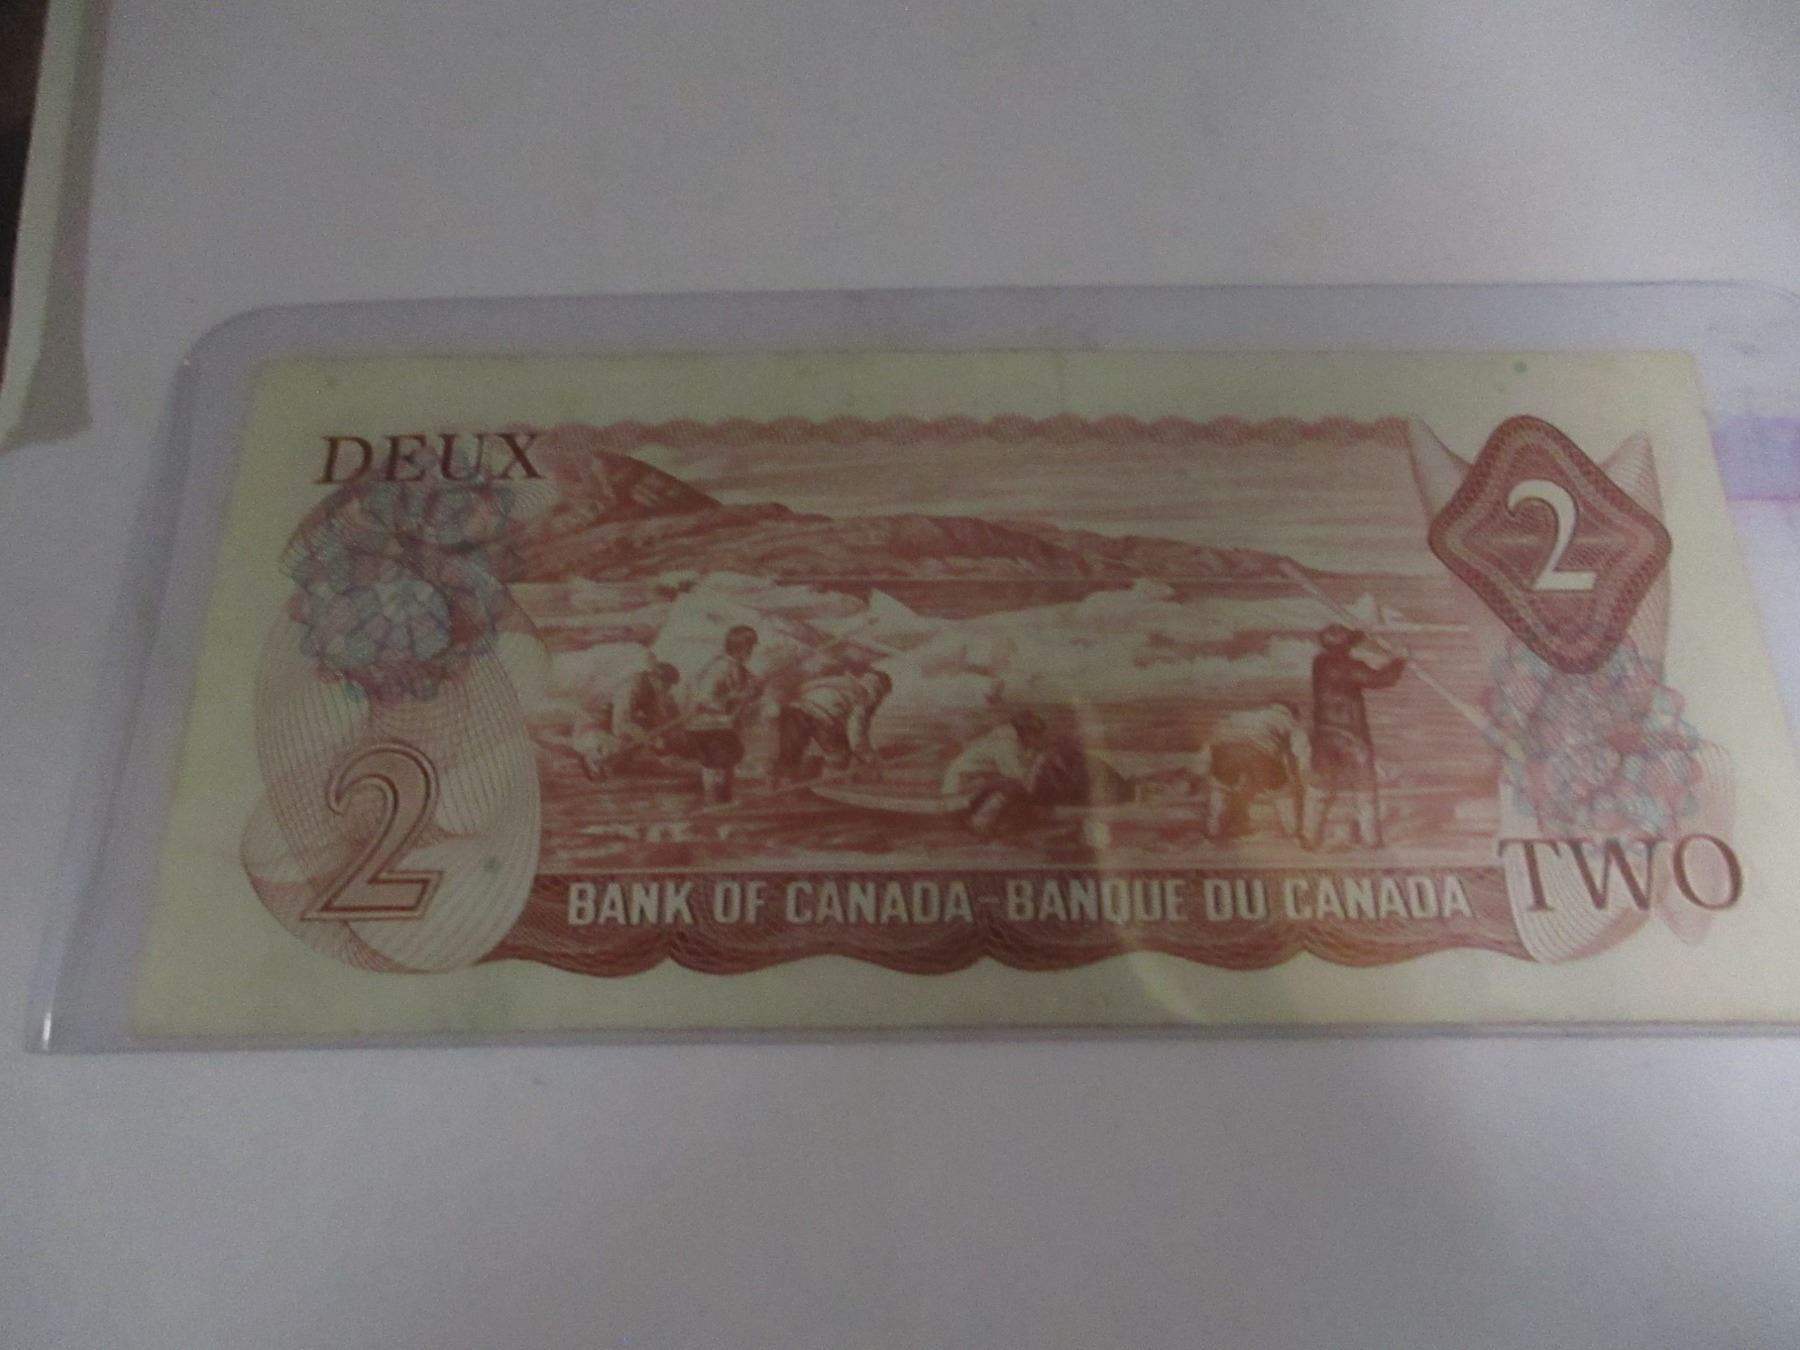 DEUX
2
2
BANK OF CANADA-BANQUE DU CANADA
TWO